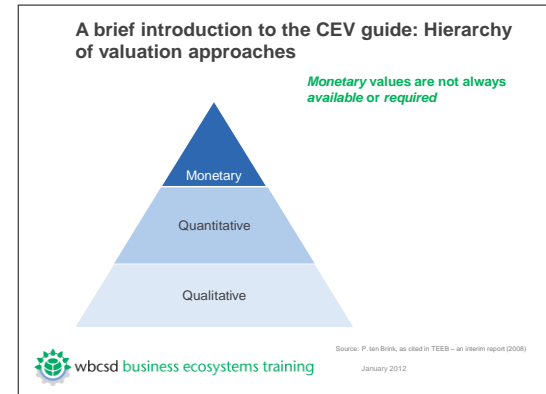 A brief introduction to the CEV guide: Hierarchy
of valuation approaches
Monetary values are not always
available or required
Monetary
Quantitative
Qualitative
Source: P. ten Brink, as cited in TEEB – an interim report (2008)
wbcsd business ecosystems training
January 2012